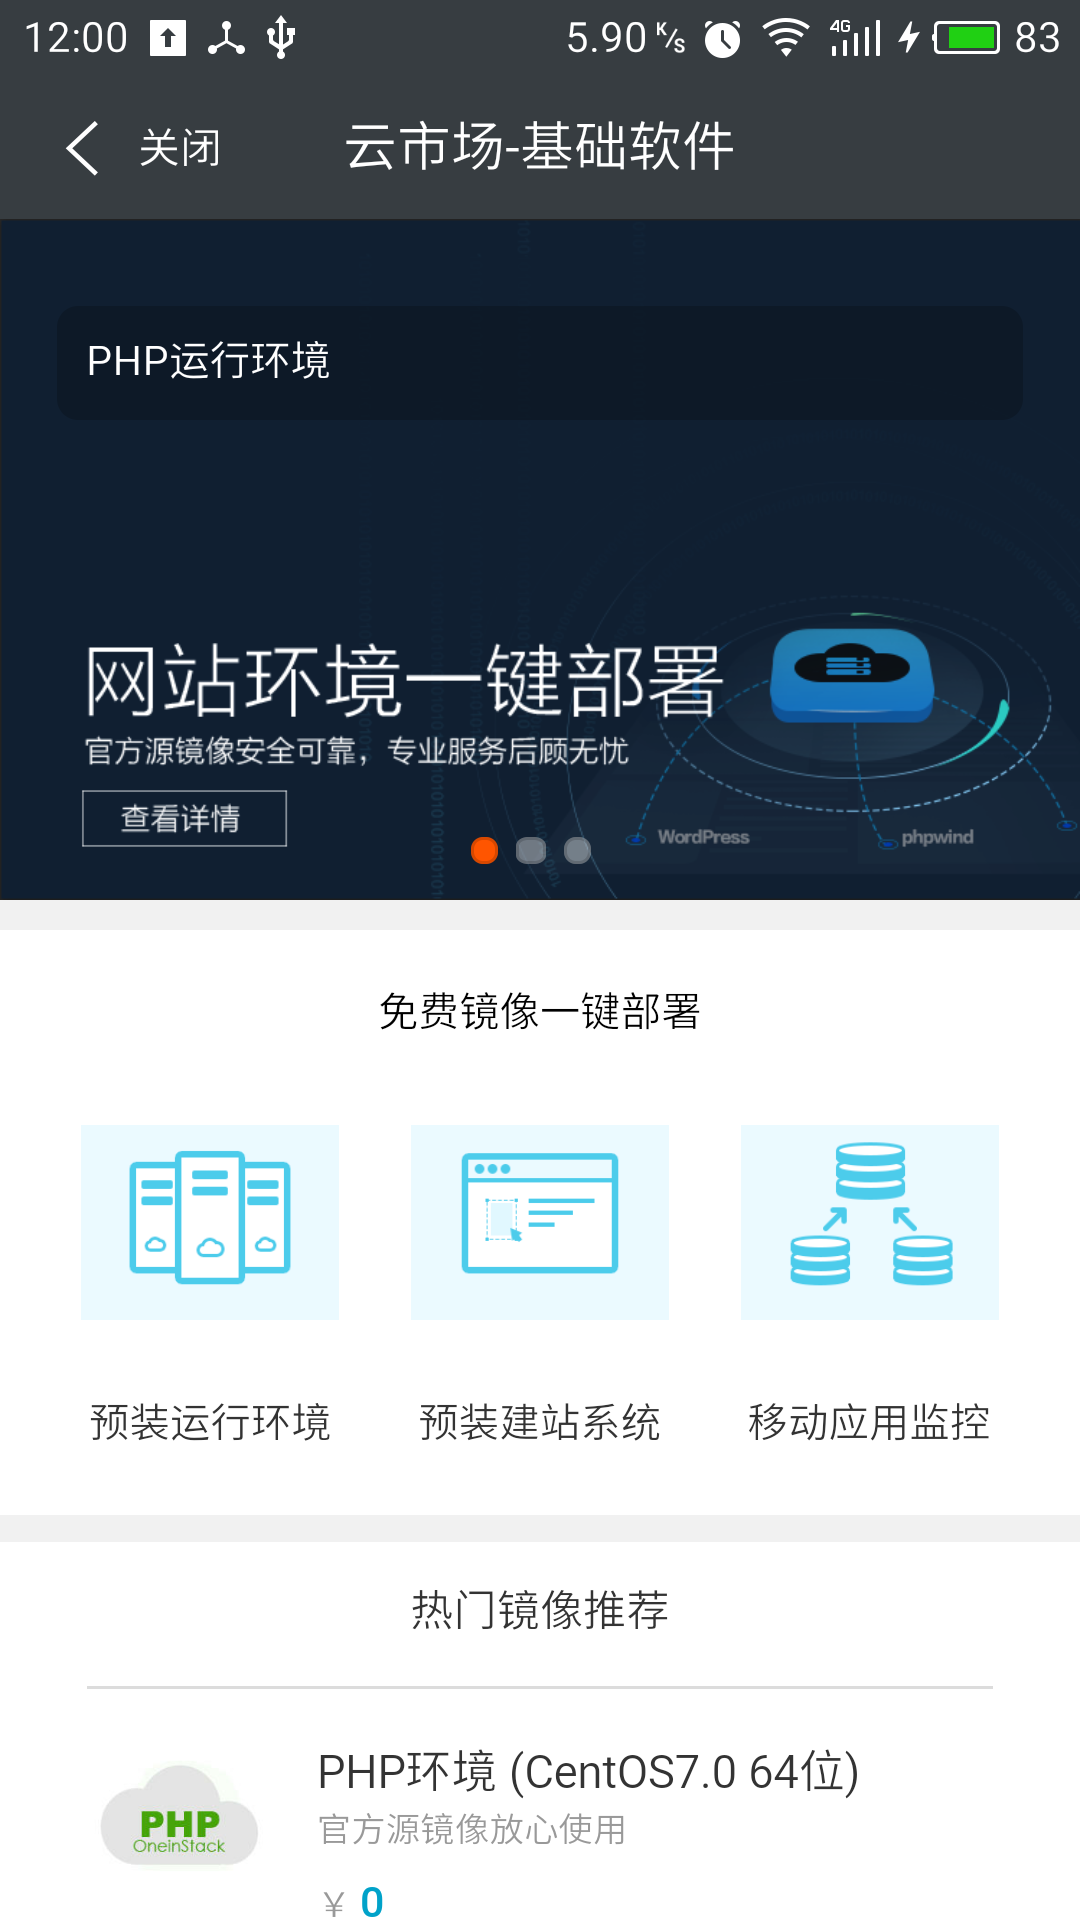 12:00
5.90 K/s 4G 83
关闭
云市场-基础软件
PHP运行环境
网站环境一键部署
官方源镜像安全可靠，专业服务后顾无忧
查看详情
WordPress
phpwind
免费镜像一键部署
预装运行环境
预装建站系统
移动应用监控
热门镜像推荐
PHP
OneinStack
PHP环境 (CentOS7.0 64位)
官方源镜像放心使用
¥ 0